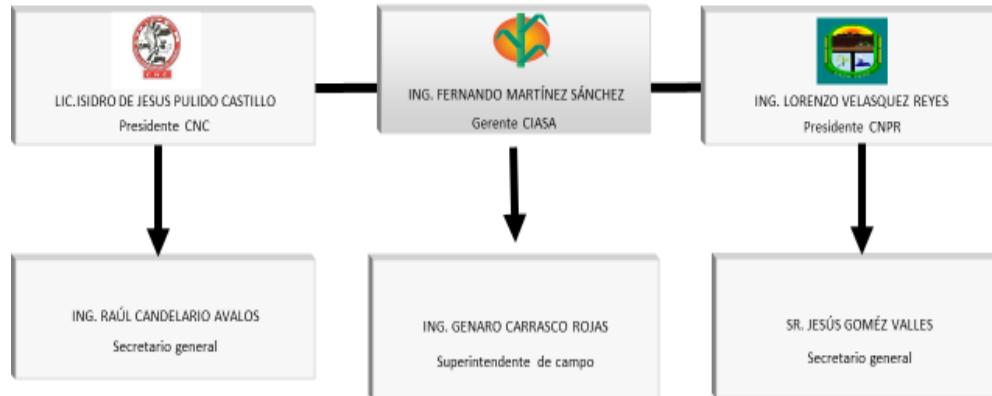 C N C
LIC. ISIDRO DE JESUS PULIDO CASTILLO
Presidente CNC
ING. FERNANDO MARTÍNEZ SÁNCHEZ
Gerente CIASA
ING. LORENZO VELASQUEZ REYES
Presidente CNPR
ING. RAÚL CANDELARIO AVALOS
Secretario general
ING. GENARO CARRASCO ROJAS
Superintendente de campo
SR. JESÚS GOMÉZ VALLES
Secretario general